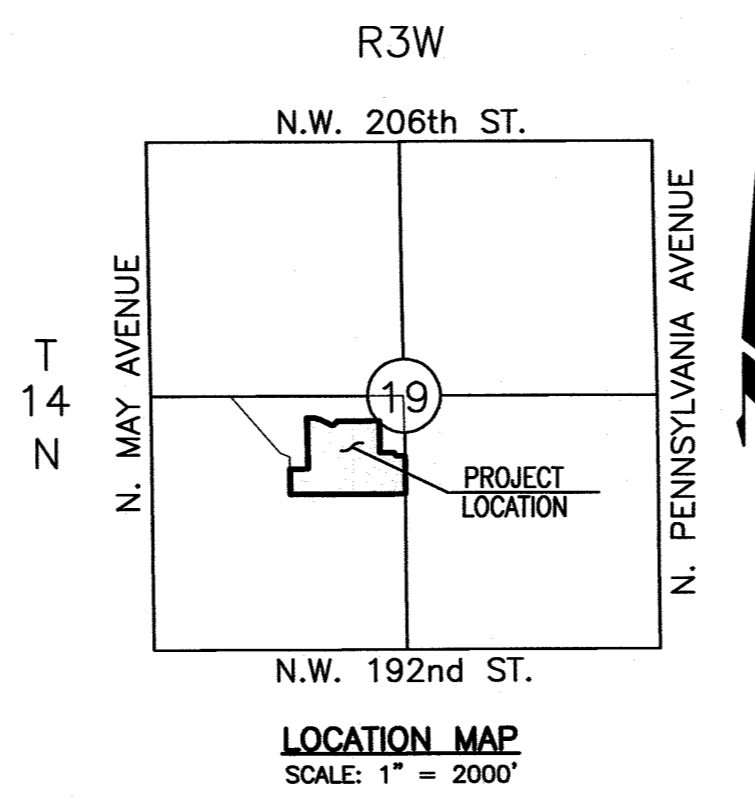 R3W
N.W. 206th ST.
N. MAY AVENUE
N. PENNSYLVANIA AVENUE
T
14
N
19
PROJECT
LOCATION
N.W. 192nd ST.
LOCATION MAP
SCALE: 1" = 2000'